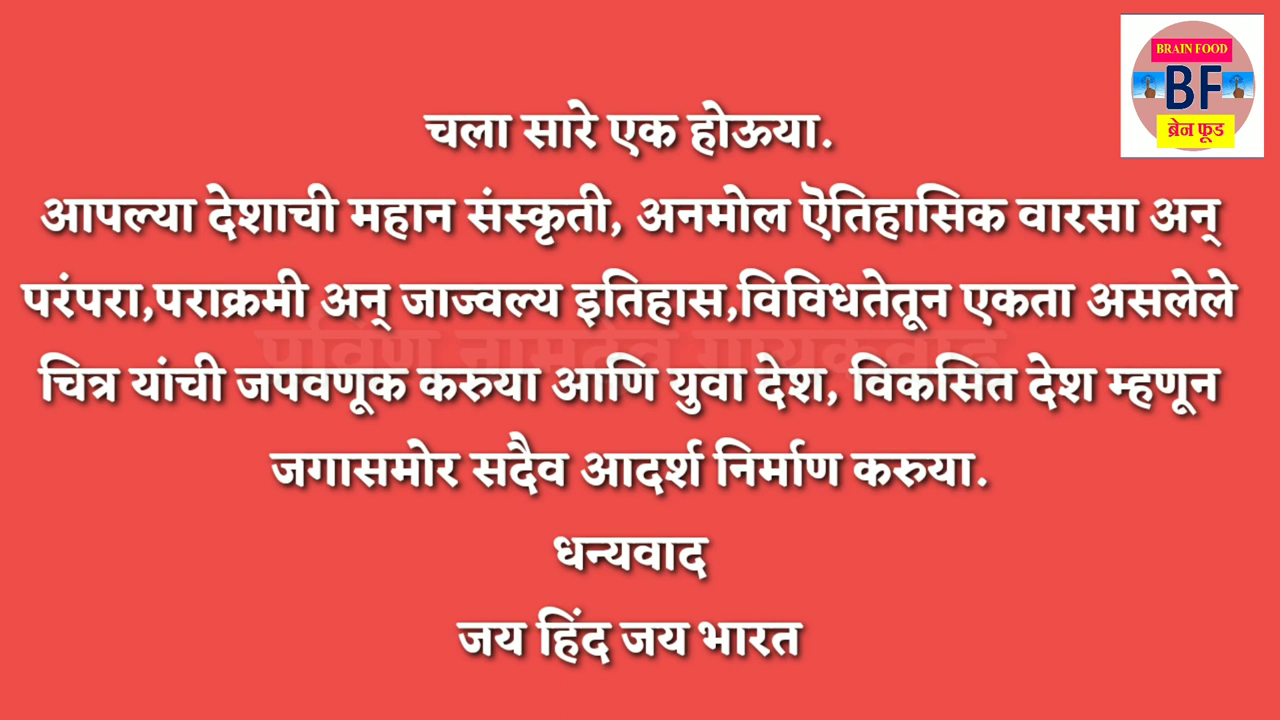 BRAIN FOOD
BF
ब्रेन फूड
चला सारे एक होऊया.
आपल्या देशाची महान संस्कृती, अनमोल ऎतिहासिक वारसा अन्
परंपरा,पराक्रमी अन् जाज्वल्य इतिहास,विविधतेतून एकता असलेले
चित्र यांची जपवणूक करुया आणि युवा देश, विकसित देश म्हणून
जगासमोर सदैव आदर्श निर्माण करुया.
धन्यवाद
जय हिंद जय भारत